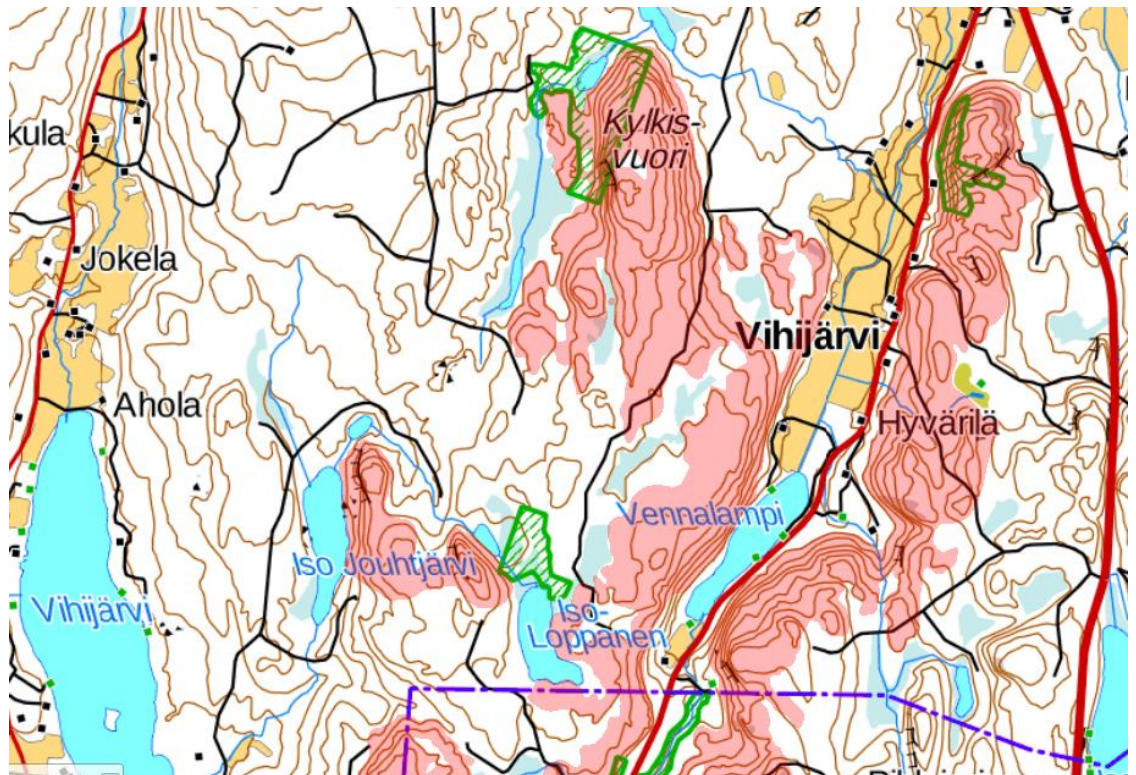 kula
Kylkis-
vuori
Jokela
Vihijärvi
Ahola
Hyvärilä
Vennalampi
Iso Jouhtjärvi
Vihijärvi
Iso-
Loppanen